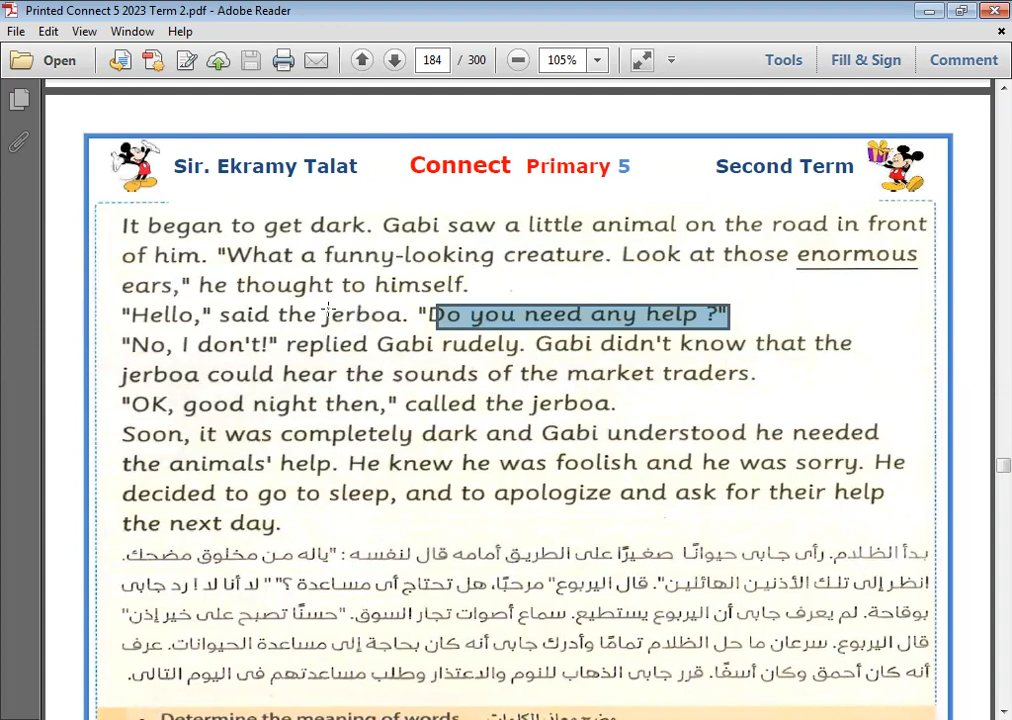 Printed Connect 5 2023 Term 2.pdf - Adobe Reader
File Edit View Window Help
Open 184 / 300 105% Tools Fill & Sign Comment
Sir. Ekramy Talat Connect Primary 5 Second Term
It began to get dark. Gabi saw a little animal on the road in front
of him. "What a funny-looking creature. Look at those enormous
ears," he thought to himself.
"Hello," said the jerboa. "Do you need any help ?"
"No, I don't!" replied Gabi rudely. Gabi didn't know that the
jerboa could hear the sounds of the market traders.
"OK, good night then," called the jerboa.
Soon, it was completely dark and Gabi understood he needed
the animals' help. He knew he was foolish and he was sorry. He
decided to go to sleep, and to apologize and ask for their help
the next day.
بدأ الظلام. رأى جابى حيوانًا صغيرًا على الطريق أمامه قال لنفسه : "ياله من مخلوق مضحك.
انظر إلى تلك الأذنين الهائلين". قال اليربوع" مرحبًا، هل تحتاج أى مساعدة ؟" " لا أنا لا ! رد جابى
بوقاحة. لم يعرف جابى أن اليربوع يستطيع. سماع أصوات تجار السوق. "حسنًا تصبح على خير إذن"
قال اليربوع. سرعان ما حل الظلام تمامًا وأدرك جابى أنه كان بحاجة إلى مساعدة الحيوانات. عرف
أنه كان أحمق وكان أسفًا. قرر جابى الذهاب للنوم والاعتذار وطلب مساعدتهم فى اليوم التالى.
Determine the meaning of words وضح معانى الكلمات